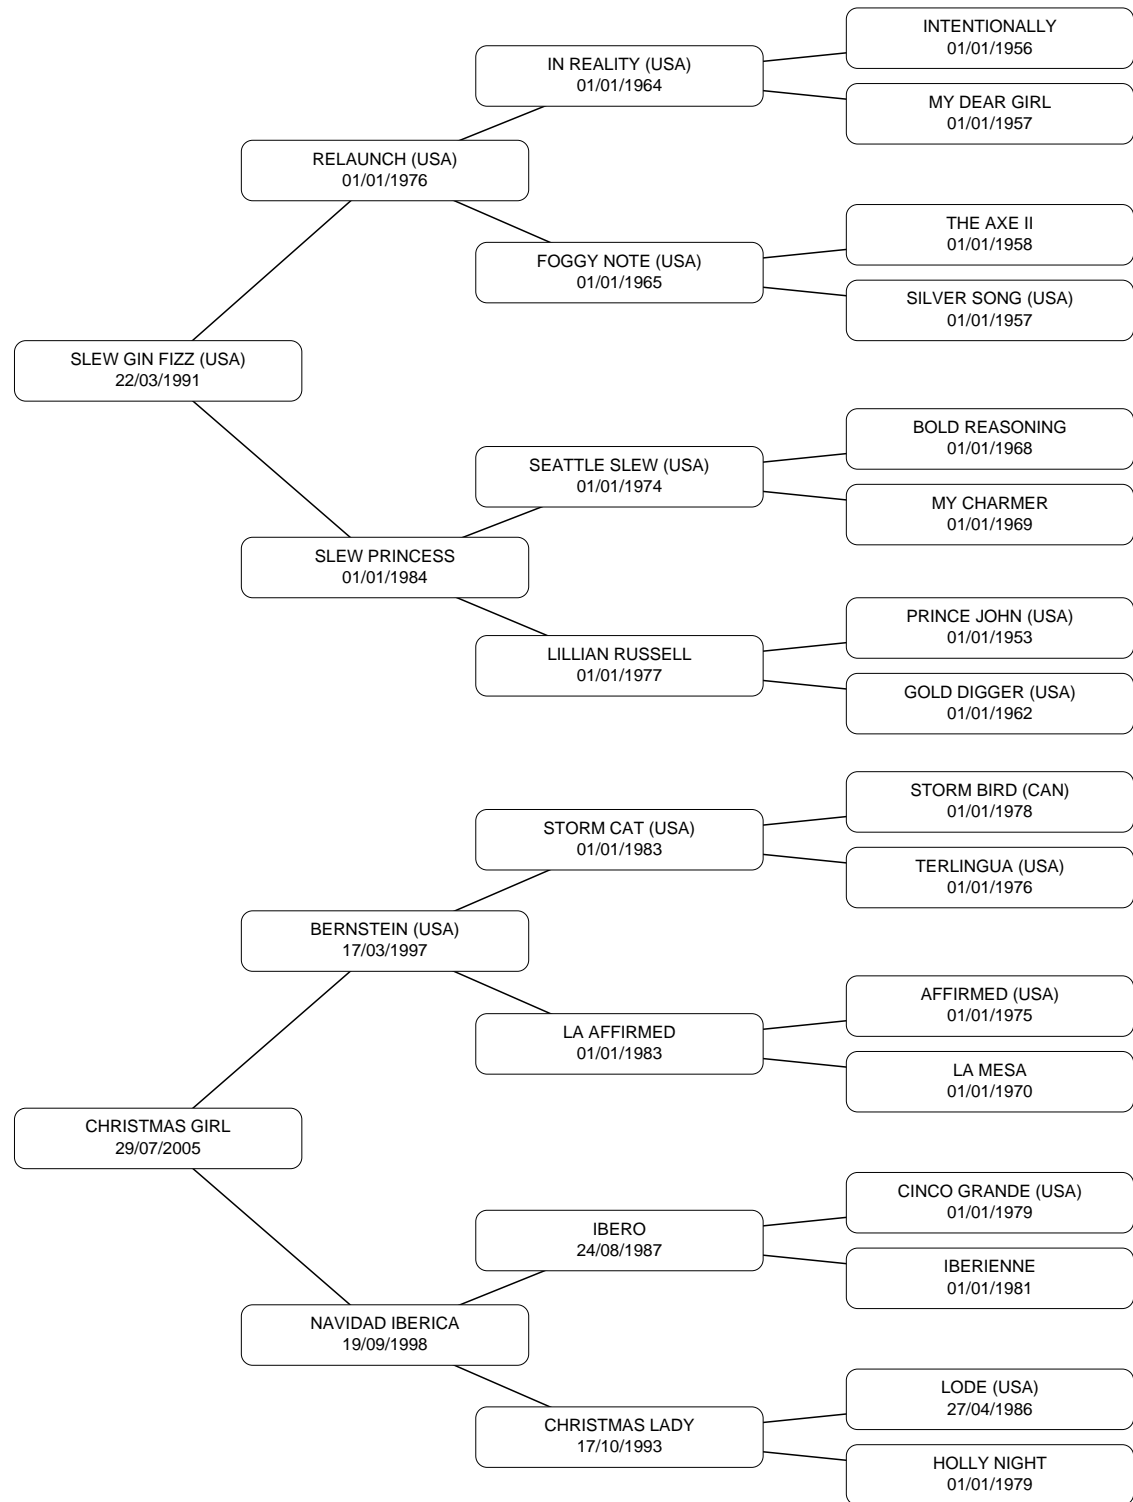 INTENTIONALLY
01/01/1956
IN REALITY (USA)
01/01/1964
MY DEAR GIRL
01/01/1957
RELAUNCH (USA)
01/01/1976
THE AXE II
01/01/1958
FOGGY NOTE (USA)
01/01/1965
SILVER SONG (USA)
01/01/1957
SLEW GIN FIZZ (USA)
22/03/1991
BOLD REASONING
01/01/1968
SEATTLE SLEW (USA)
01/01/1974
MY CHARMER
01/01/1969
SLEW PRINCESS
01/01/1984
PRINCE JOHN (USA)
01/01/1953
LILLIAN RUSSELL
01/01/1977
GOLD DIGGER (USA)
01/01/1962
STORM BIRD (CAN)
01/01/1978
STORM CAT (USA)
01/01/1983
TERLINGUA (USA)
01/01/1976
BERNSTEIN (USA)
17/03/1997
AFFIRMED (USA)
01/01/1975
LA AFFIRMED
01/01/1983
LA MESA
01/01/1970
CHRISTMAS GIRL
29/07/2005
CINCO GRANDE (USA)
01/01/1979
IBERO
24/08/1987
IBERIENNE
01/01/1981
NAVIDAD IBERICA
19/09/1998
LODE (USA)
27/04/1986
CHRISTMAS LADY
17/10/1993
HOLLY NIGHT
01/01/1979